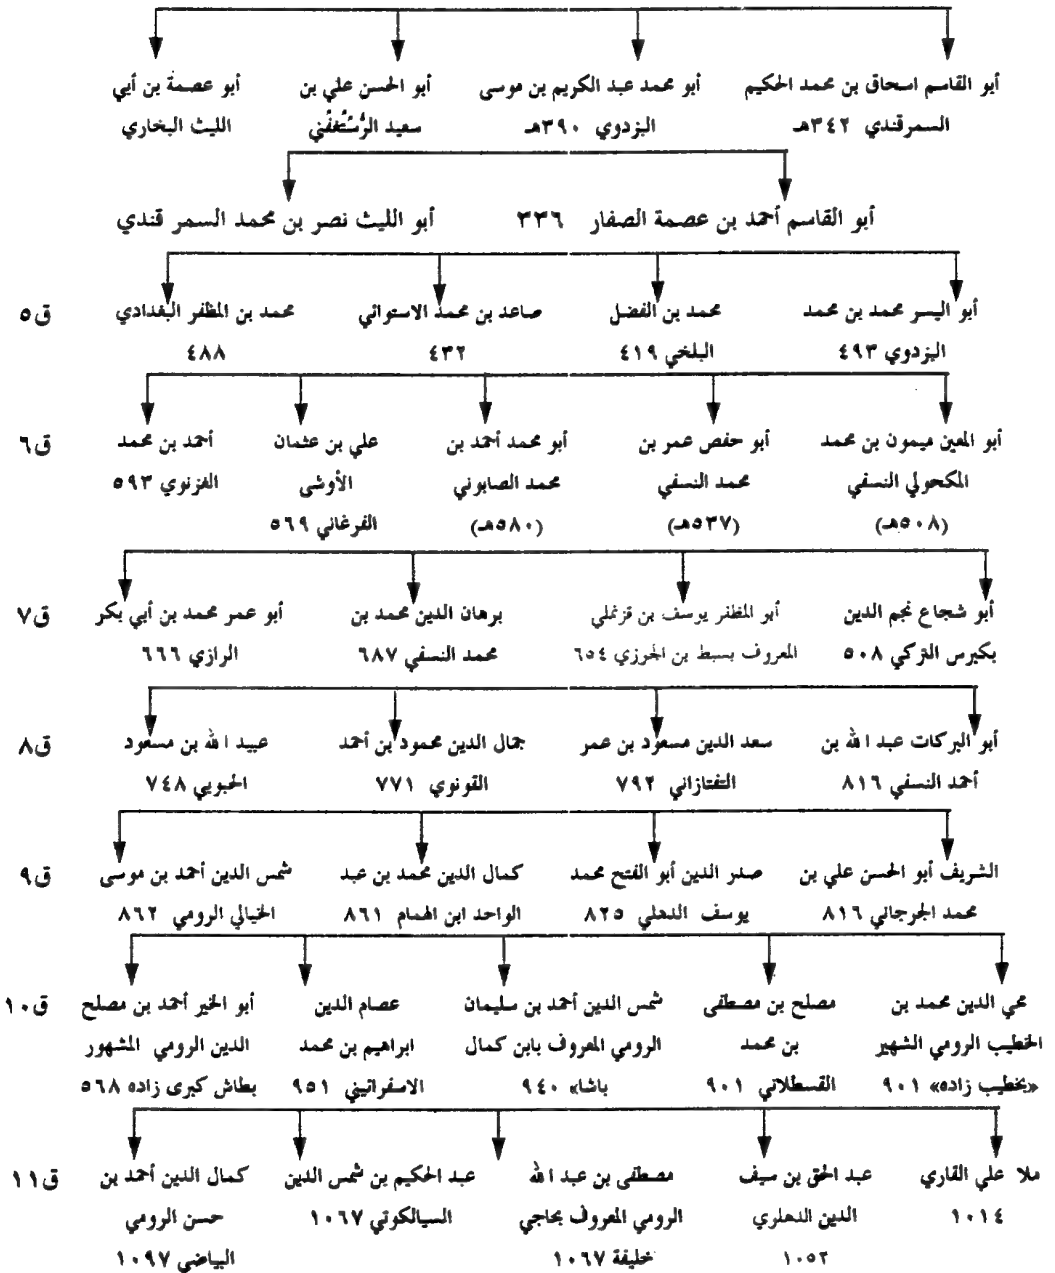 أبو القاسم اسحاق بن محمد الحكيم أبو محمد عبد الكريم بن موسى أبو الحسن علي بن أبو عصمة بن أبي
السمرقندي ٣٤٢هـ البزدوي ٣٩٠هـ سعيد الرُّسْتُغفْني الليث البخاري
أبو القاسم أحمد بن عصمة الصفار ٣٣٦ أبو الليث نصر بن محمد السمر قندي
أبو اليسر محمد بن محمد محمد بن الفضل صاعد بن محمد الاستوائي محمد بن المظفر البغدادي ق٥
البزدوي ٤٩٣ البلخي ٤١٩ ٤٣٢ ٤٨٨
أبو المعين ميمون بن محمد أبو حفص عمر بن أبو محمد أحمد بن علي بن عثمان أحمد بن محمد ق٦
المكحولي النسفي محمد النسفي محمد الصابوني الأوشى الغزنوي ٥٩٣
(٥٠٨هـ) (٥٣٧هـ) (٥٨٠هـ) الفرغاني ٥٦٩
أبو شجاع نجم الدين أبو المظفر يوسف بن قزغلي برهان الدين محمد بن أبو عمر محمد بن أبي بكر ق٧
بكبرس التركي ٥٠٨ المعروف بسبط بن الجوزي ٦٥٤ محمد النسفي ٦٨٧ الرازي ٦٦٦
أبو البركات عبد الله بن سعد الدين مسعود بن عمر جمال الدين محمود بن أحمد عبيد الله بن مسعود ق٨
أحمد النسفي ٨١٦ التفتازاني ٧٩٢ القونوي ٧٧١ الحبوبي ٧٤٨
الشريف أبو الحسن علي بن صدر الدين أبو الفتح محمد كمال الدين محمد بن عبد شمس الدين أحمد بن موسى ق٩
محمد الجرجاني ٨١٦ يوسف الدهلي ٨٢٥ الواحد ابن الهمام ٨٦١ الخيالي الرومي ٨٦٢
محي الدين محمد بن مصلح بن مصطفى شمس الدين أحمد بن سليمان عصام الدين أبو الخير أحمد بن مصلح ق١٠
الخطيب الرومي الشهير بن محمد الرومي المعروف بابن كمال ابراهيم بن محمد الدين الرومي المشهور
«بخطيب زاده» ٩٠١ القسطلاني ٩٠١ باشا» ٩٤٠ الاسفرائيني ٩٥١ بطاش كبرى زاده ٥٦٨
ملا علي القاري عبد الحق بن سيف مصطفى بن عبد الله عبد الحكيم بن شمس الدين كمال الدين أحمد بن ق١١
١٠١٤ الدين الدهلري الرومي المعروف بحاجي السيالكوتي ١٠٦٧ حسن الرومي
١٠٥٢ خليفة ١٠٦٧ البياضي ١٠٩٧